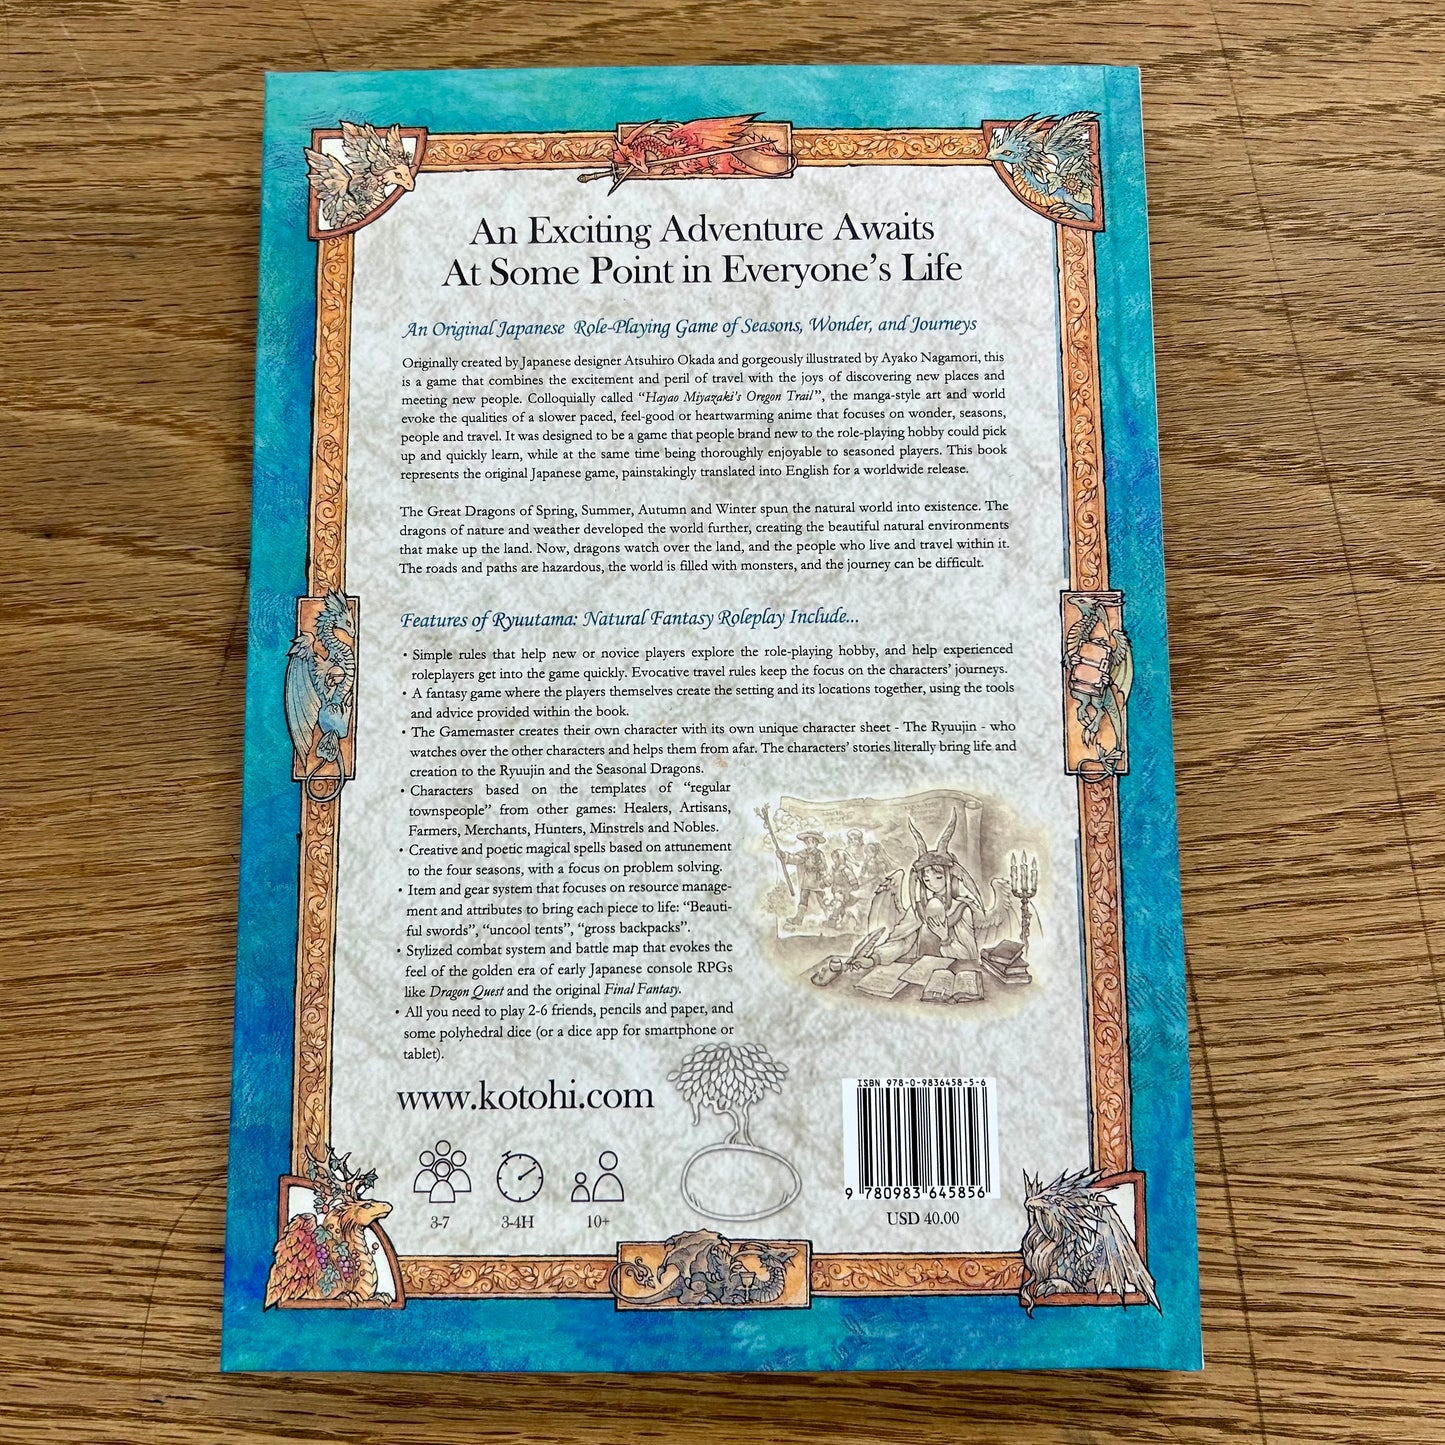 An Exciting Adventure Awaits
At Some Point in Everyone's Life
An Original Japanese Role-Playing Game of Seasons, Wonder, and Journeys
Originally created by Japanese designer Atsuhiro Okada and gorgeously illustrated by Ayako Nagamori, this
is a game that combines the excitement and peril of travel with the joys of discovering new places and
meeting new people. Colloquially called "Hayao Miyazaki's Oregon Trail", the manga-style art and world
evoke the qualities of a slower paced, feel-good or heartwarming anime that focuses on wonder, seasons,
people and travel. It was designed to be a game that people brand new to the role-playing hobby could pick
up and quickly learn, while at the same time being thoroughly enjoyable to seasoned players. This book
represents the original Japanese game, painstakingly translated into English for a worldwide release.
The Great Dragons of Spring, Summer, Autumn and Winter spun the natural world into existence. The
dragons of nature and weather developed the world further, creating the beautiful natural environments
that make up the land. Now, dragons watch over the land, and the people who live and travel within it.
The roads and paths are hazardous, the world is filled with monsters, and the journey can be difficult.
Features of Ryuutama: Natural Fantasy Roleplay Include...
• Simple rules that help new or novice players explore the role-playing hobby, and help experienced
roleplayers get into the game quickly. Evocative travel rules keep the focus on the characters' journeys.
• A fantasy game where the players themselves create the setting and its locations together, using the tools
and advice provided within the book.
• The Gamemaster creates their own character with its own unique character sheet - The Ryuujin - who
watches over the other characters and helps them from afar. The characters' stories literally bring life and
creation to the Ryuujin and the Seasonal Dragons.
• Characters based on the templates of "regular
townspeople" from other games: Healers, Artisans,
Farmers, Merchants, Hunters, Minstrels and Nobles.
• Creative and poetic magical spells based on attunement
to the four seasons, with a focus on problem solving.
• Item and gear system that focuses on resource manage-
ment and attributes to bring each piece to life: "Beauti-
ful swords", "uncool tents", "gross backpacks".
• Stylized combat system and battle map that evokes the
feel of the golden era of early Japanese console RPGs
like Dragon Quest and the original Final Fantasy.
• All you need to play 2-6 friends, pencils and paper, and
some polyhedral dice (or a dice app for smartphone or
tablet).
www.kotohi.com
ISBN 978-0-9836458-5-6
9 780983 645856
USD 40.00
3-7
3-4H
10+